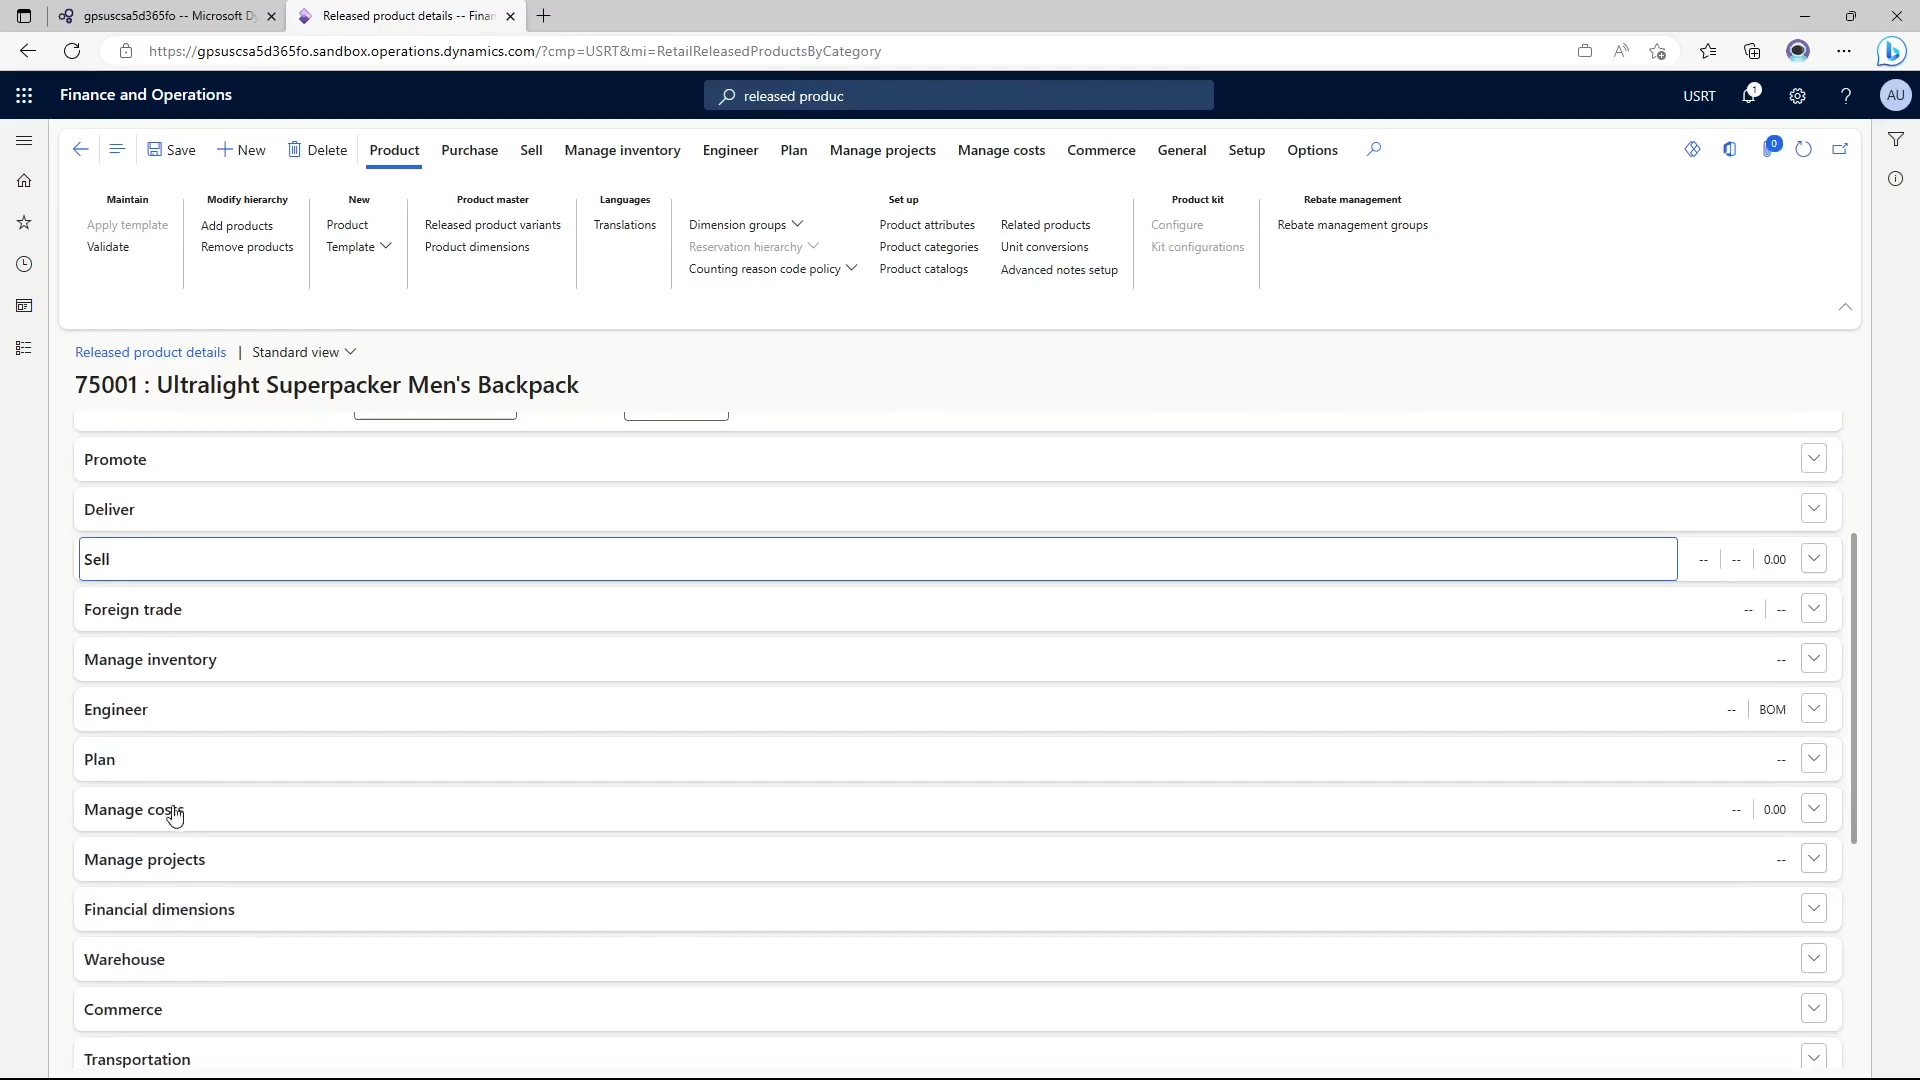 gpsuscsa5d365fo -- Microsoft Dy
Released product details -- Finan
https://gpsuscsa5d365fo.sandbox.operations.dynamics.com/?cmp=USRT&mi=RetailReleasedProductsByCategory
Finance and Operations
released produc
USRT
1
?
AU
Save
New
Delete
Product
Purchase
Sell
Manage inventory
Engineer
Plan
Manage projects
Manage costs
Commerce
General
Setup
Options
0
Maintain
Apply template
Validate
Modify hierarchy
Add products
Remove products
New
Product
Template
Product master
Released product variants
Product dimensions
Languages
Translations
Set up
Dimension groups
Reservation hierarchy
Counting reason code policy
Product attributes
Product categories
Product catalogs
Related products
Unit conversions
Advanced notes setup
Product kit
Configure
Kit configurations
Rebate management
Rebate management groups
Released product details | Standard view
75001 : Ultralight Superpacker Men's Backpack
Promote
Deliver
Sell -- -- 0.00
Foreign trade -- --
Manage inventory --
Engineer -- BOM
Plan --
Manage costs -- 0.00
Manage projects --
Financial dimensions
Warehouse
Commerce
Transportation